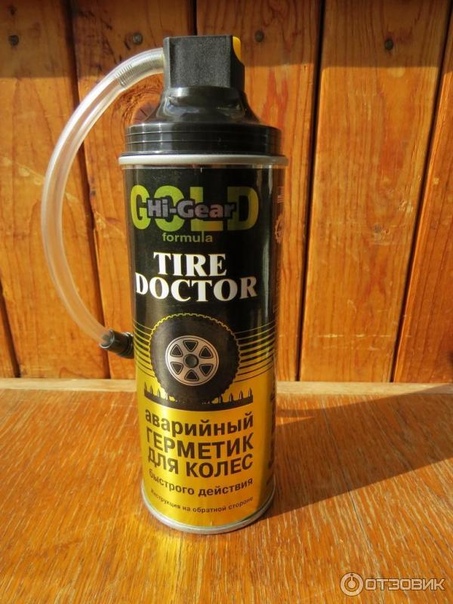 GOLD
Hi-Gear
formula
TIRE
DOCTOR
аварийный
ГЕРМЕТИК
ДЛЯ КОЛЕС
быстрого действия
инструкция на обратной стороне
ОТЗОВИК